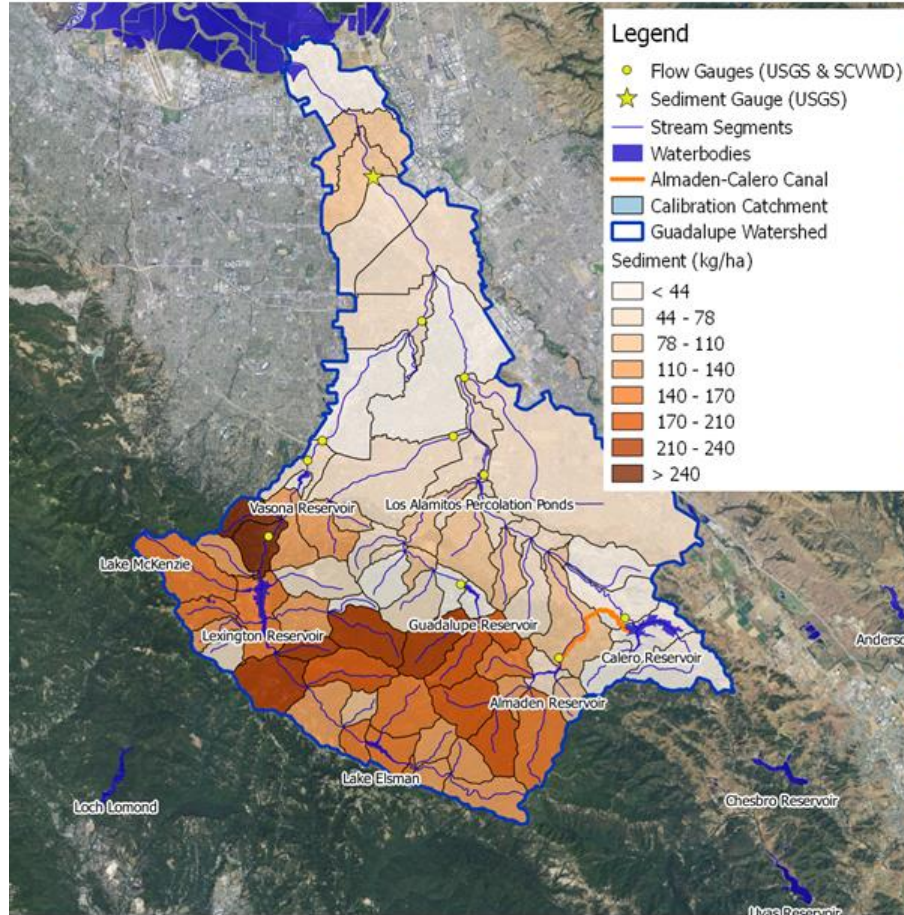 Legend
Flow Gauges (USGS & SCVWD)
Sediment Gauge (USGS)
Stream Segments
Waterbodies
Almaden-Calero Canal
Calibration Catchment
Guadalupe Watershed
Sediment (kg/ha)
< 44
44 - 78
78 - 110
110 - 140
140 - 170
170 - 210
210 - 240
> 240
Vasona Reservoir
Los Alamitos Percolation Ponds
Lake McKenzie
Guadalupe Reservoir
Lexington Reservoir
Anderso
Calero Reservoir
Almaden Reservoir
Lake Elsman
Loch Lomond
Chesbro Reservoir
Uvas Reservoir